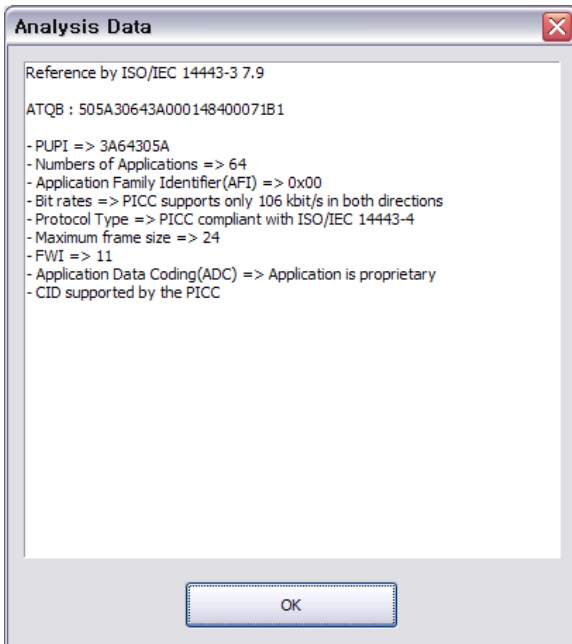 Analysis Data
Reference by ISO/IEC 14443-3 7.9
ATQB : 505A30643A000148400071B1
- PUPI => 3A64305A
- Numbers of Applications => 64
- Application Family Identifier(AFI) => 0x00
- Bit rates => PICC supports only 106 kbit/s in both directions
- Protocol Type => PICC compliant with ISO/IEC 14443-4
- Maximum frame size => 24
- FWI => 11
- Application Data Coding(ADC) => Application is proprietary
- CID supported by the PICC
OK